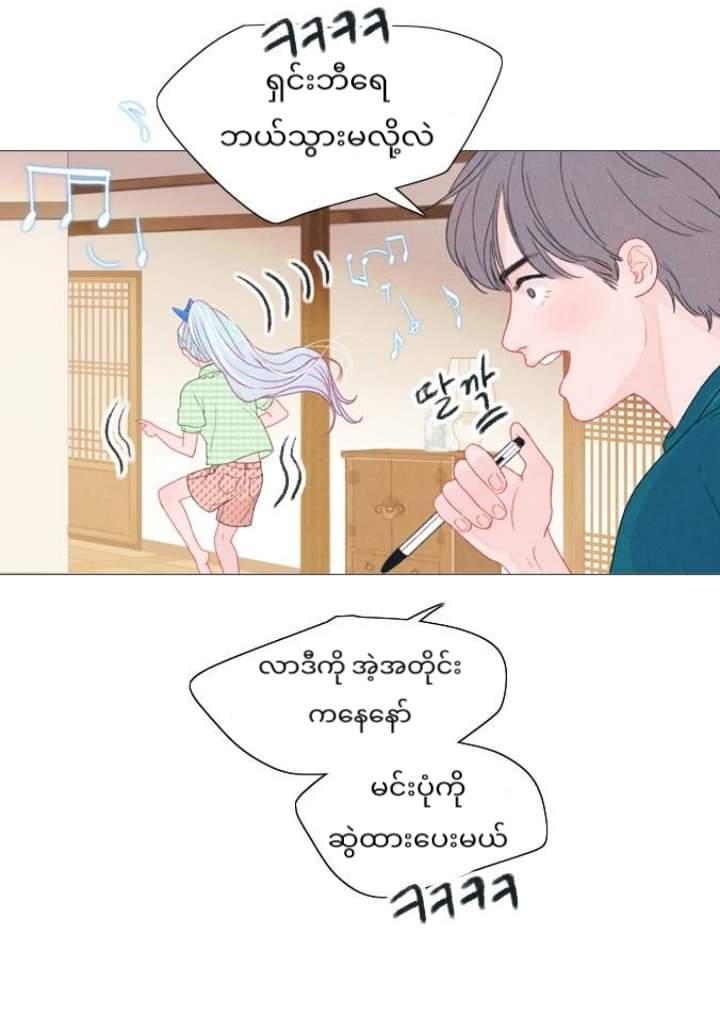 ㅋㅋㅋㅋ
ရှင်းဘီရေ
ဘယ်သွားမလို့လဲ
딸깍
လာဒီကို အဲ့အတိုင်း
ကနေနော်
မင်းပုံကို
ဆွဲထားပေးမယ်
ㅋㅋㅋㅋ